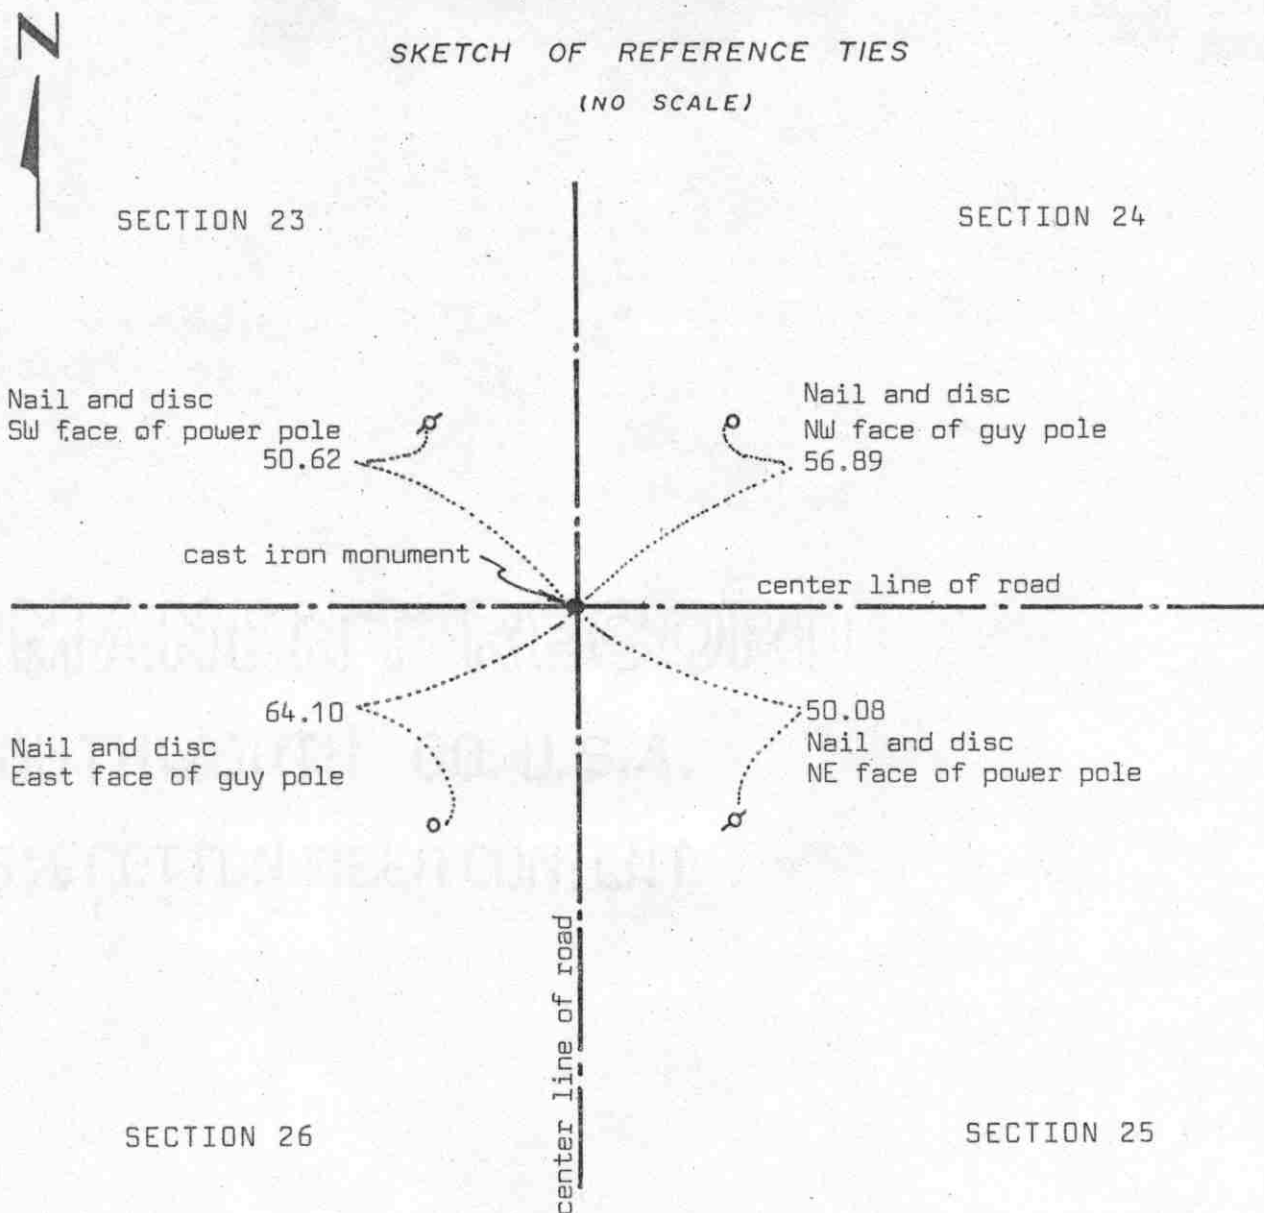 N
SKETCH OF REFERENCE TIES
(NO SCALE)
SECTION 23
SECTION 24
Nail and disc
SW face of power pole
50.62
Nail and disc
NW face of guy pole
56.89
cast iron monument
center line of road
64.10
Nail and disc
East face of guy pole
50.08
Nail and disc
NE face of power pole
center line of road
SECTION 26
SECTION 25